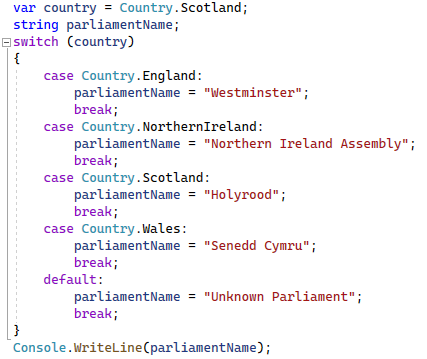 var country = Country.Scotland;
string parliamentName;
switch (country)
{
    case Country.England:
        parliamentName = "Westminster";
        break;
    case Country.NorthernIreland:
        parliamentName = "Northern Ireland Assembly";
        break;
    case Country.Scotland:
        parliamentName = "Holyrood";
        break;
    case Country.Wales:
        parliamentName = "Senedd Cymru";
        break;
    default:
        parliamentName = "Unknown Parliament";
        break;
}
Console.WriteLine(parliamentName);